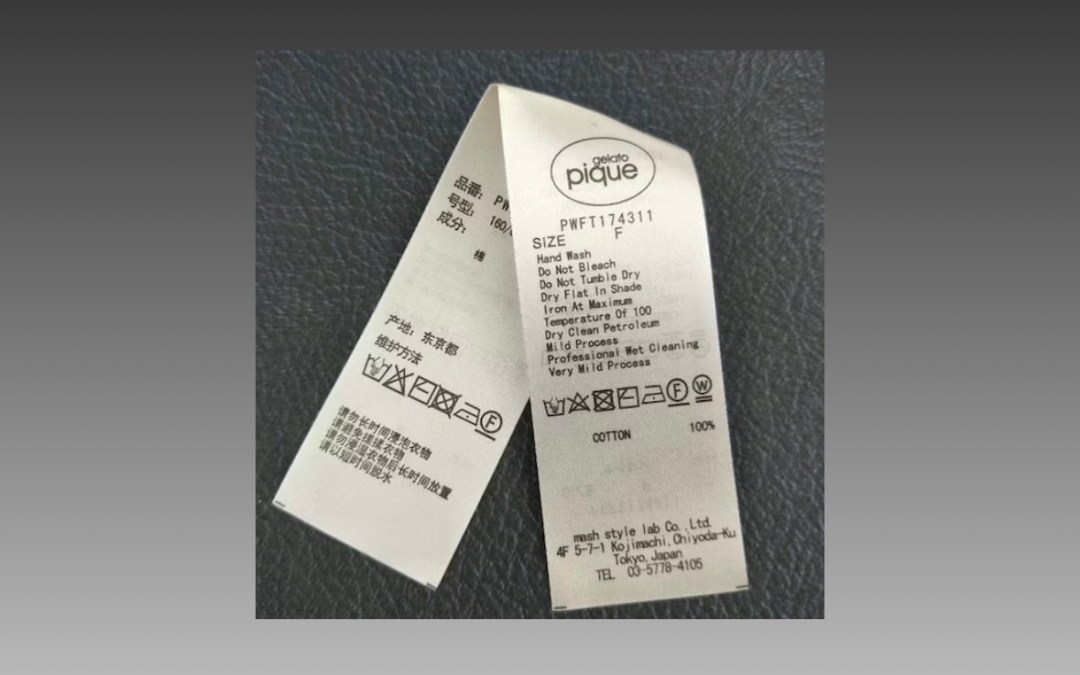 品番: PW
号型: 160/
成分:
棉
产地: 东京都
维护方法
F
请勿长时间浸泡衣物
请避免揉搓衣物
请勿浸湿衣物后长时间放置
请以短时间脱水
gelato
pique
PWFT174311
SIZE F
Hand Wash
Do Not Bleach
Do Not Tumble Dry
Dry Flat In Shade
Iron At Maximum
Temperature Of 100
Dry Clean Petroleum
Mild Process
Professional Wet Cleaning
Very Mild Process
F W
COTTON 100%
mash style lab Co.,Ltd.
4F 5-7-1 Kojimachi,Chiyoda-Ku
Tokyo,Japan
TEL 03-5778-4105